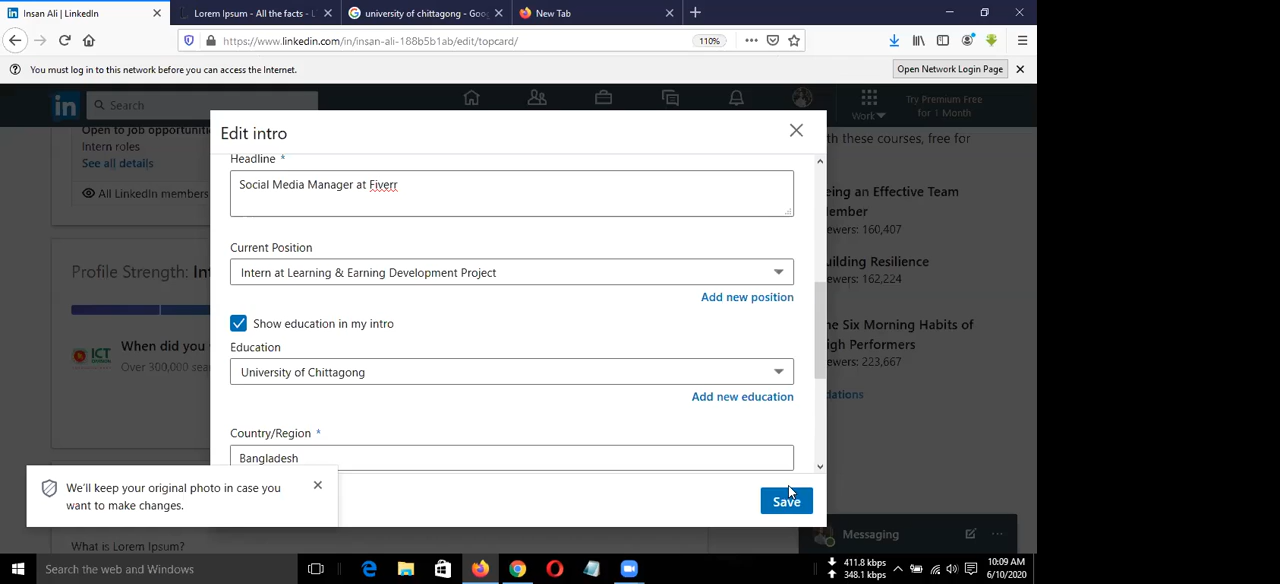 Insan Ali | LinkedIn
Lorem Ipsum - All the facts - L
university of chittagong - Goo
New Tab
https://www.linkedin.com/in/insan-ali-188b5b1ab/edit/topcard/
110%
You must log in to this network before you can access the Internet.
Open Network Login Page
in
Search
Work
Try Premium Free
for 1 Month
Open to job opportuniti
Intern roles
See all details
All LinkedIn members
Profile Strength: Int
ICT
When did you
Over 300,000 sea
What is Lorem Ipsum?
Edit intro
Headline *
Social Media Manager at Fiverr
Current Position
Intern at Learning & Earning Development Project
Add new position
Show education in my intro
Education
University of Chittagong
Add new education
Country/Region *
Bangladesh
Save
We'll keep your original photo in case you
want to make changes.
th these courses, free for
ing an Effective Team
ember
ewers: 160,407
uilding Resilience
ewers: 162,224
he Six Morning Habits of
igh Performers
ewers: 223,667
dations
Messaging
Search the web and Windows
411.8 kbps
348.1 kbps
10:09 AM
6/10/2020